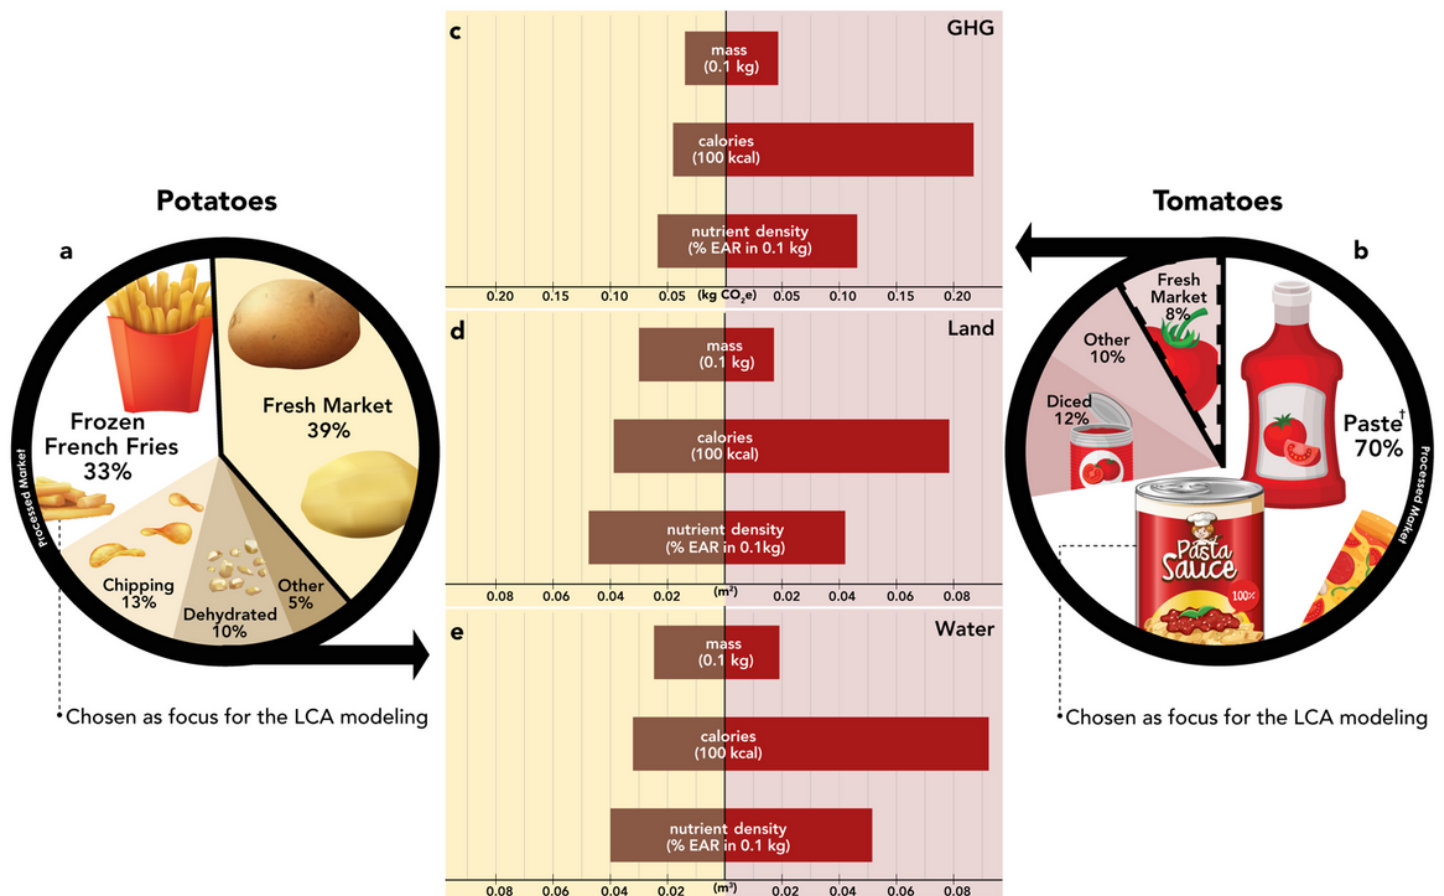 Potatoes
a
Frozen
French Fries
33%
Fresh Market
39%
Processed Market
Chipping
13%
Dehydrated
10%
Other
5%
Chosen as focus for the LCA modeling
c
GHG
mass
(0.1 kg)
calories
(100 kcal)
nutrient density
(% EAR in 0.1 kg)
0.20 0.15 0.10 0.05 (kg CO₂e) 0.05 0.10 0.15 0.20
d
Land
mass
(0.1 kg)
calories
(100 kcal)
nutrient density
(% EAR in 0.1kg)
0.08 0.06 0.04 0.02 (m²) 0.02 0.04 0.06 0.08
e
Water
mass
(0.1 kg)
calories
(100 kcal)
nutrient density
(% EAR in 0.1 kg)
0.08 0.06 0.04 0.02 (m³) 0.02 0.04 0.06 0.08
Tomatoes
b
Fresh
Market
8%
Other
10%
Diced
12%
Paste†
70%
Processed Market
Pasta
Sauce
100%
Chosen as focus for the LCA modeling